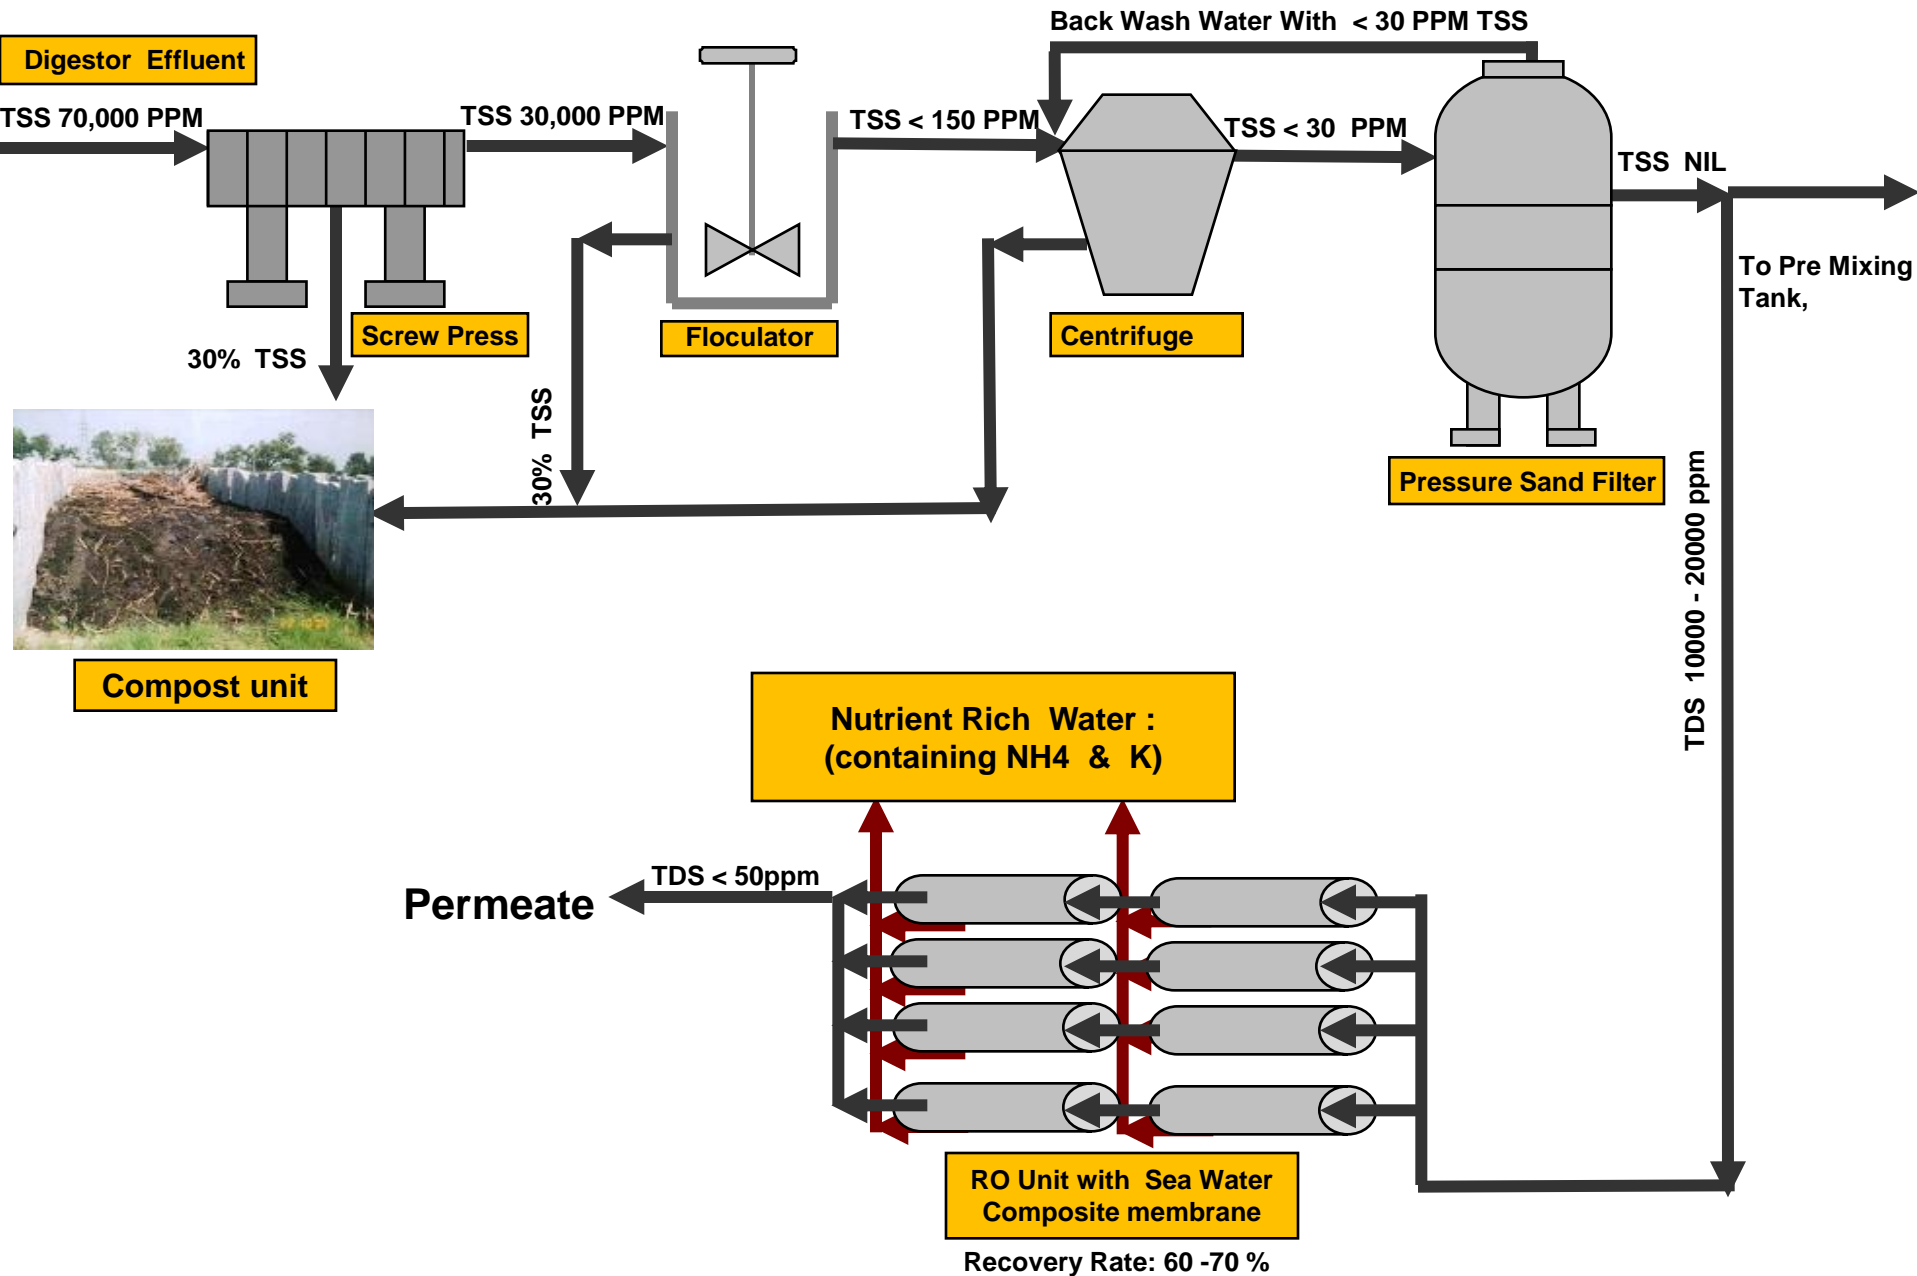 Back Wash Water With < 30 PPM TSS
Digestor Effluent
TSS 70,000 PPM
TSS 30,000 PPM
TSS < 150 PPM
TSS < 30 PPM
TSS NIL
To Pre Mixing
Tank,
Screw Press
Floculator
Centrifuge
30% TSS
30% TSS
Pressure Sand Filter
TDS 10000 - 20000 ppm
Compost unit
Nutrient Rich Water :
(containing NH4 & K)
TDS < 50ppm
Permeate
RO Unit with Sea Water
Composite membrane
Recovery Rate: 60 -70 %